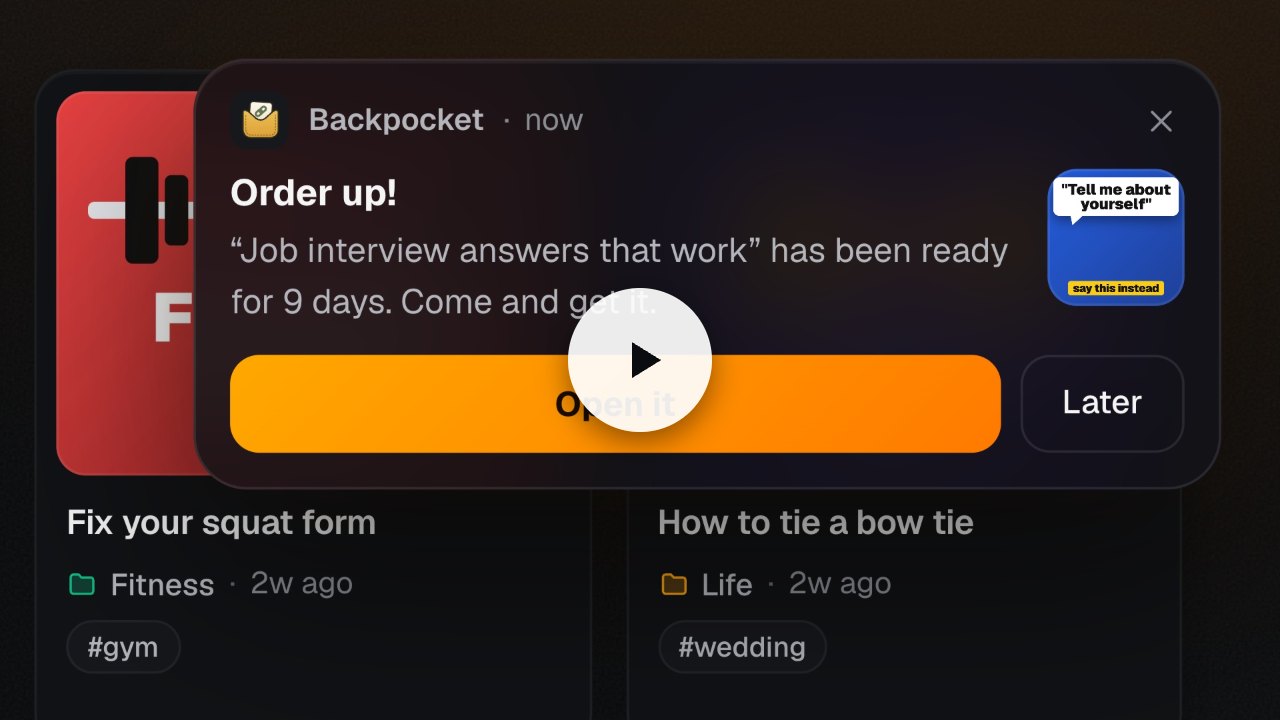 Backpocket · now
Order up!
“Job interview answers that work” has been ready
for 9 days. Come and get it.
"Tell me about
yourself"
say this instead
Open it
Later
F
Fix your squat form
Fitness · 2w ago
#gym
How to tie a bow tie
Life · 2w ago
#wedding